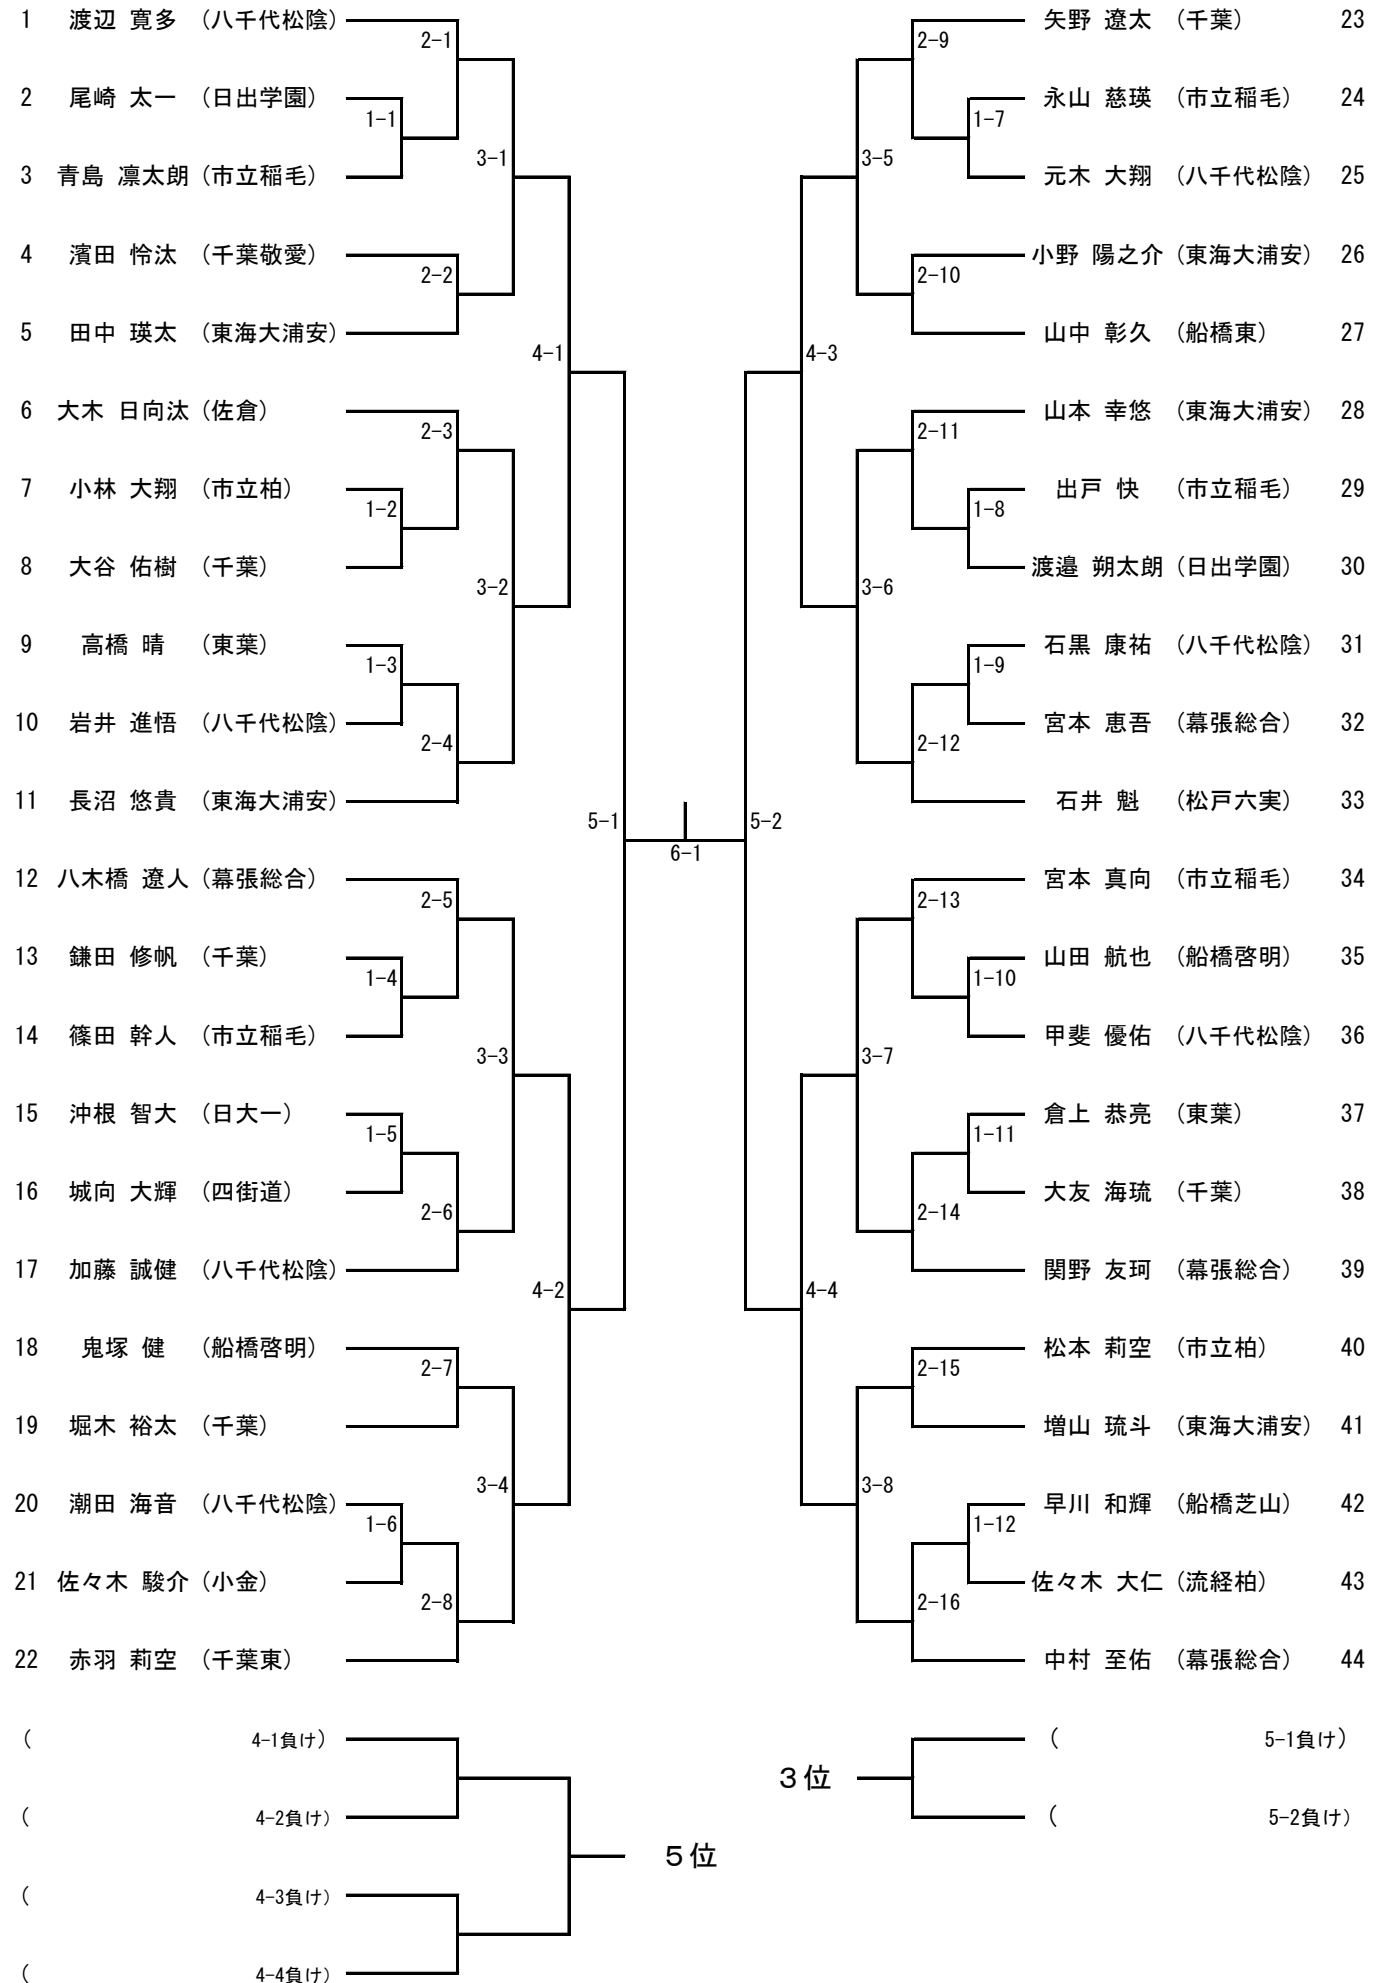 1 渡辺 寛多 (八千代松陰)
2-1
2 尾崎 太一 (日出学園)
1-1
3 青島 凛太朗 (市立稲毛)
3-1
4 濱田 怜汰 (千葉敬愛)
2-2
5 田中 瑛太 (東海大浦安)
4-1
6 大木 日向汰 (佐倉)
2-3
7 小林 大翔 (市立柏)
1-2
8 大谷 佑樹 (千葉)
3-2
9 高橋 晴 (東葉)
1-3
10 岩井 進悟 (八千代松陰)
2-4
11 長沼 悠貴 (東海大浦安)
5-1
12 八木橋 遼人 (幕張総合)
2-5
13 鎌田 修帆 (千葉)
1-4
14 篠田 幹人 (市立稲毛)
3-3
15 沖根 智大 (日大一)
1-5
16 城向 大輝 (四街道)
2-6
17 加藤 誠健 (八千代松陰)
4-2
18 鬼塚 健 (船橋啓明)
2-7
19 堀木 裕太 (千葉)
3-4
20 潮田 海音 (八千代松陰)
1-6
21 佐々木 駿介 (小金)
2-8
22 赤羽 莉空 (千葉東)
6-1
矢野 遼太 (千葉) 23
2-9
永山 慈瑛 (市立稲毛) 24
1-7
元木 大翔 (八千代松陰) 25
3-5
小野 陽之介 (東海大浦安) 26
2-10
山中 彰久 (船橋東) 27
4-3
山本 幸悠 (東海大浦安) 28
2-11
出戸 快 (市立稲毛) 29
1-8
渡邉 朔太朗 (日出学園) 30
3-6
石黒 康祐 (八千代松陰) 31
1-9
宮本 恵吾 (幕張総合) 32
2-12
石井 魁 (松戸六実) 33
5-2
宮本 真向 (市立稲毛) 34
2-13
山田 航也 (船橋啓明) 35
1-10
甲斐 優佑 (八千代松陰) 36
3-7
倉上 恭亮 (東葉) 37
1-11
大友 海琉 (千葉) 38
2-14
関野 友珂 (幕張総合) 39
4-4
松本 莉空 (市立柏) 40
2-15
増山 琉斗 (東海大浦安) 41
3-8
早川 和輝 (船橋芝山) 42
1-12
佐々木 大仁 (流経柏) 43
2-16
中村 至佑 (幕張総合) 44
( 4-1負け)
( 4-2負け)
5位
( 4-3負け)
( 4-4負け)
( 5-1負け)
3位
( 5-2負け)